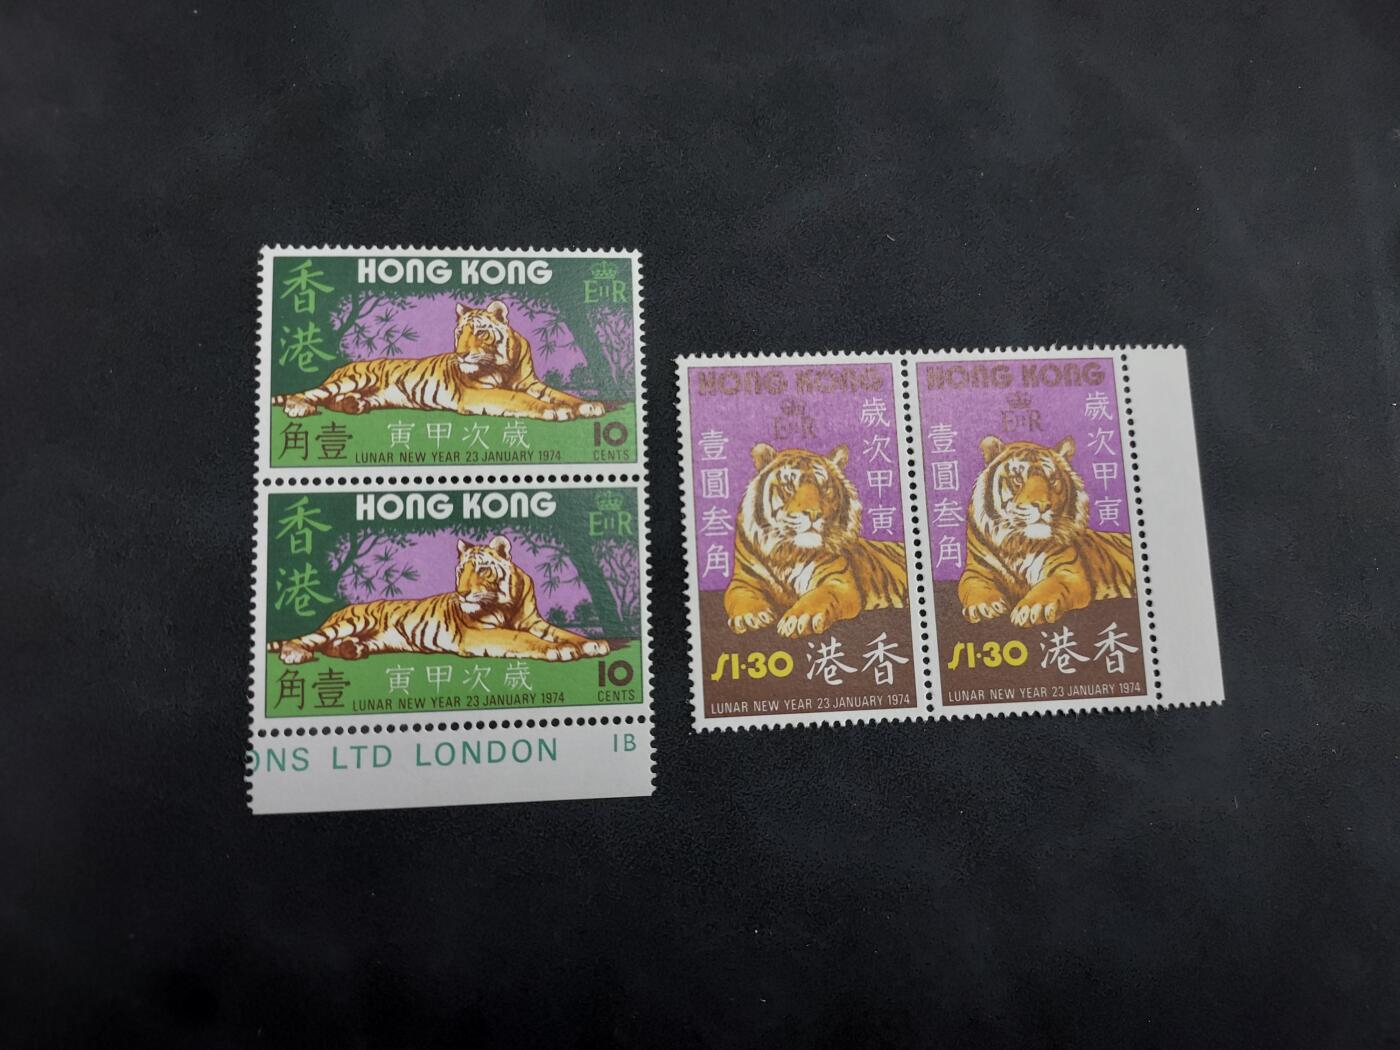 香港
HONG KONG
EIIR
角壹
寅甲次歲
10
CENTS
LUNAR NEW YEAR 23 JANUARY 1974
香港
HONG KONG
EIIR
角壹
寅甲次歲
10
CENTS
LUNAR NEW YEAR 23 JANUARY 1974
ONS LTD LONDON
1B
HONG KONG
EIIR
歲次甲寅
壹圓叁角
$1·30
港香
LUNAR NEW YEAR 23 JANUARY 1974
HONG KONG
EIIR
歲次甲寅
壹圓叁角
$1·30
港香
LUNAR NEW YEAR 23 JANUARY 1974